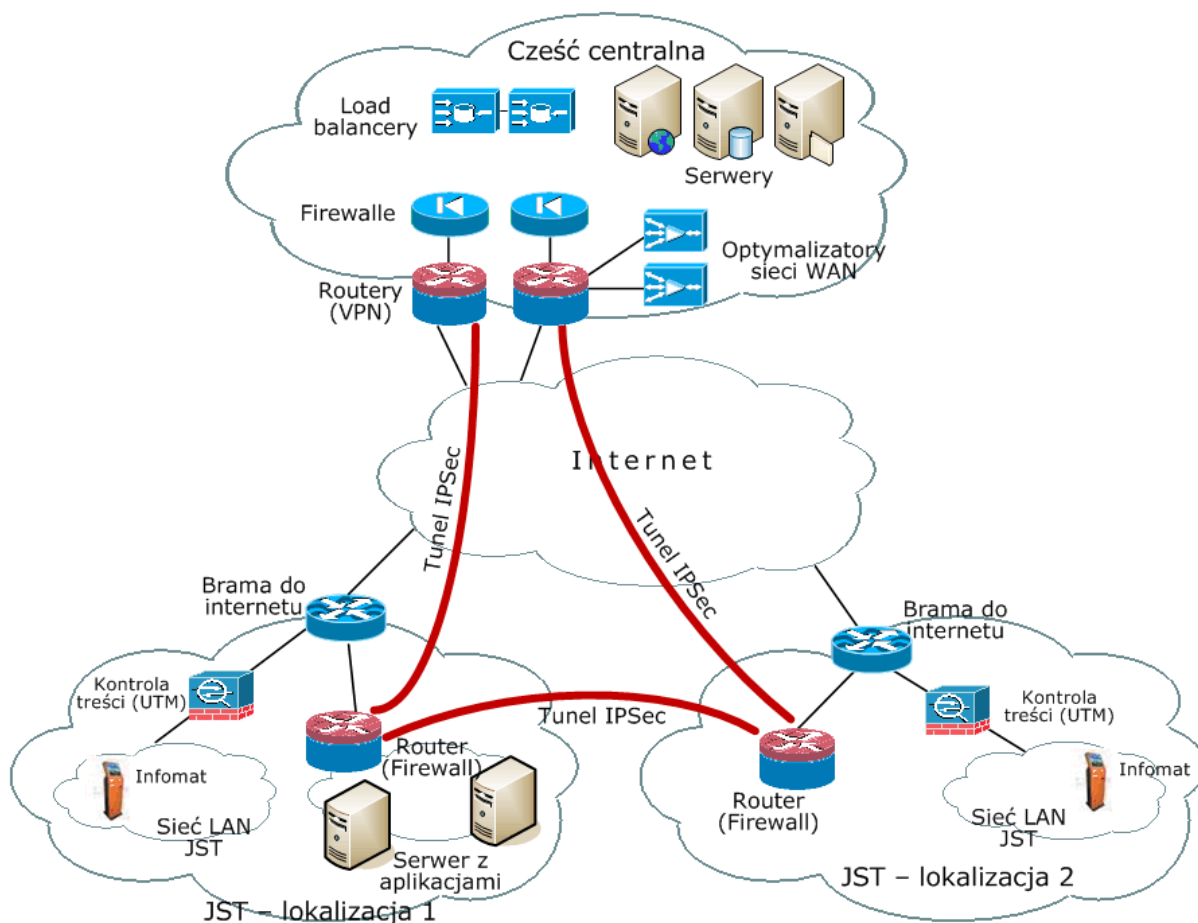 Cześć centralna
Load
balancery
Serwery
Firewalle
Optymalizatory
sieci WAN
Routery
(VPN)
Internet
Tunel IPSec
Tunel IPSec
Brama do
internetu
Brama do
internetu
Kontrola
treści (UTM)
Kontrola
treści (UTM)
Tunel IPSec
Router
(Firewall)
Infomat
Infomat
Router
(Firewall)
Sieć LAN
JST
Sieć LAN
JST
Serwer z
aplikacjami
JST – lokalizacja 2
JST – lokalizacja 1